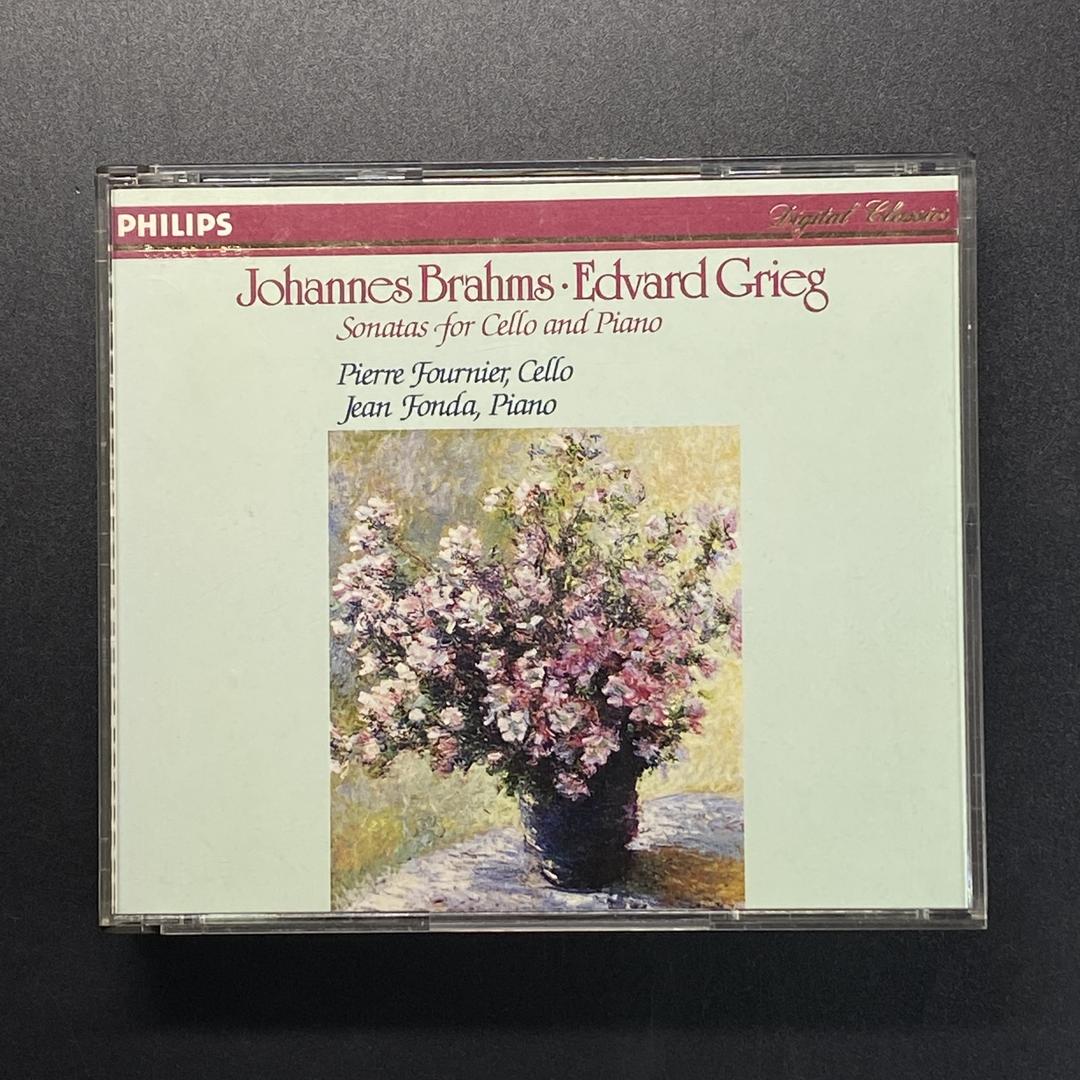 PHILIPS
Digital Classics
Johannes Brahms · Edvard Grieg
Sonatas for Cello and Piano
Pierre Fournier, Cello
Jean Fonda, Piano